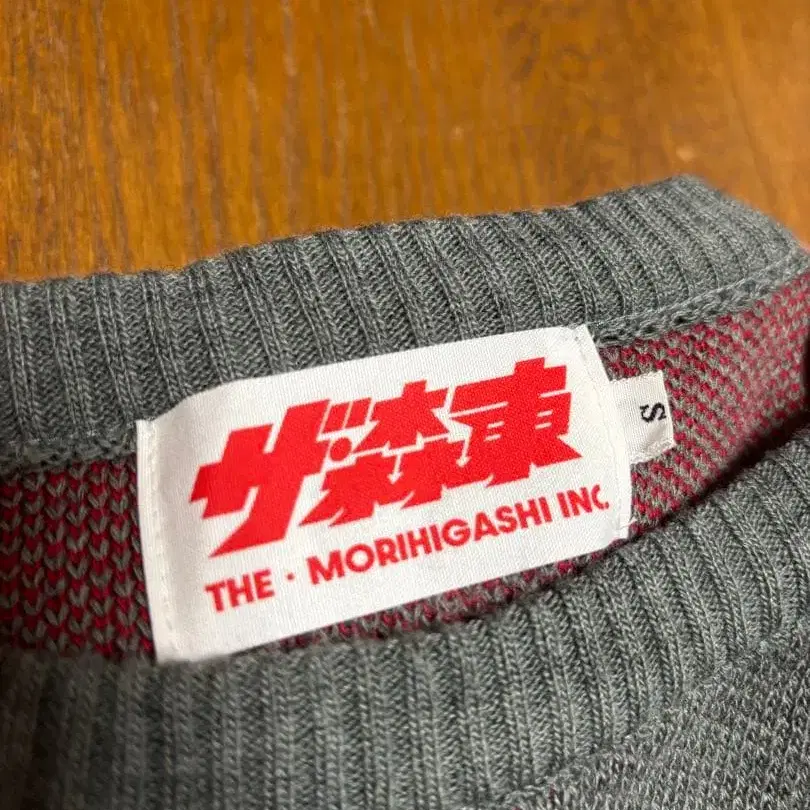 ザ・森東
THE · MORIHIGASHI INC.
S